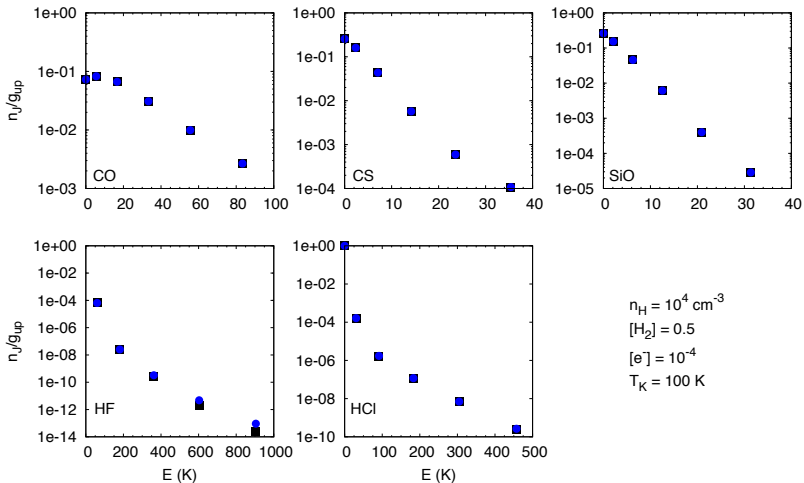 1e+00 1e+00 1e+00
1e-01 1e-01 1e-01
1e-02 1e-02 1e-02
1e-03 1e-03 1e-03
1e-04 1e-04
1e-05
n_J/g_up
CO CS SiO
0 20 40 60 80 100 0 10 20 30 40 0 10 20 30 40
1e+00 1e+00
1e-02 1e-02
1e-04 1e-04
1e-06 1e-06
1e-08 1e-08
1e-10 1e-10
1e-12
1e-14
n_J/g_up
HF HCl
0 200 400 600 800 1000 0 100 200 300 400 500
E (K) E (K)
n_H = 10^4 cm^-3
[H_2] = 0.5
[e^-] = 10^-4
T_K = 100 K